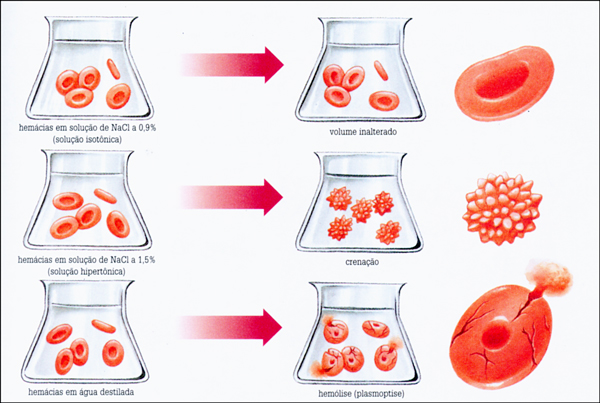 hemácias em solução de NaCl a 0,9%
(solução isotônica)
volume inalterado
hemácias em solução de NaCl a 1,5%
(solução hipertônica)
crenação
hemácias em água destilada
hemólise (plasmoptise)